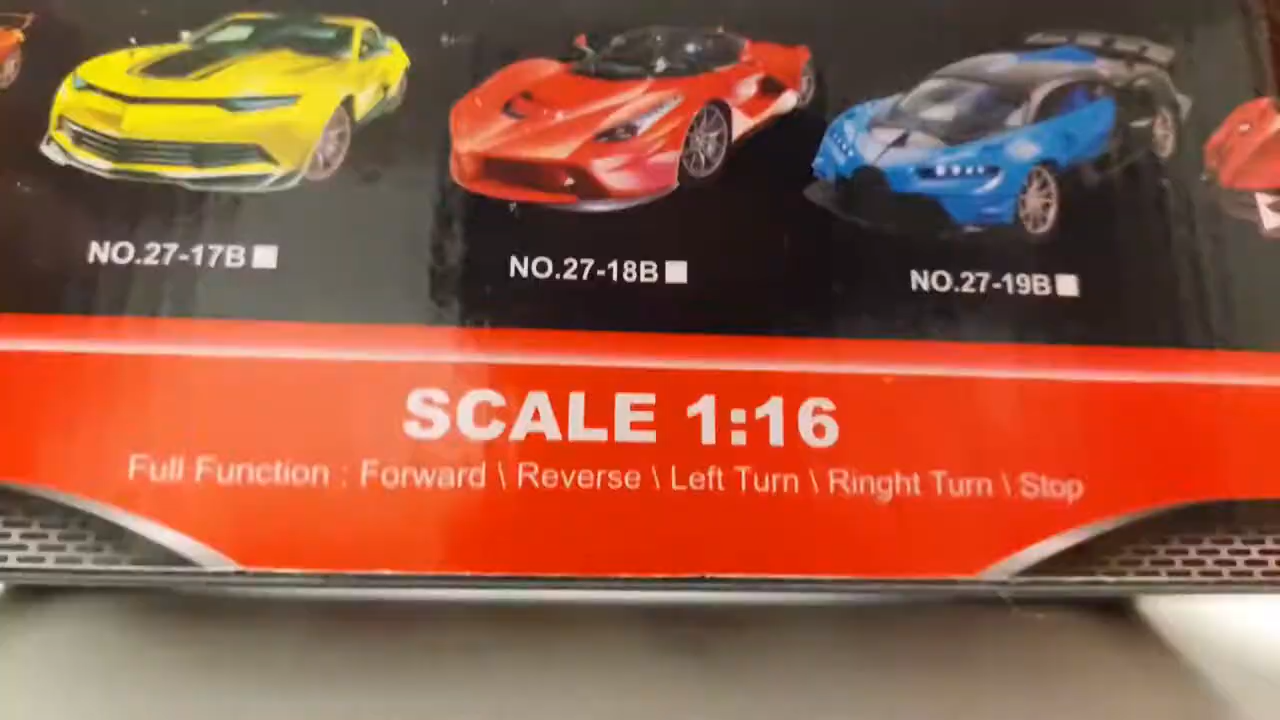 NO.27-17B
NO.27-18B
NO.27-19B
SCALE 1:16
Full Function : Forward \ Reverse \ Left Turn \ Ringht Turn \ Stop